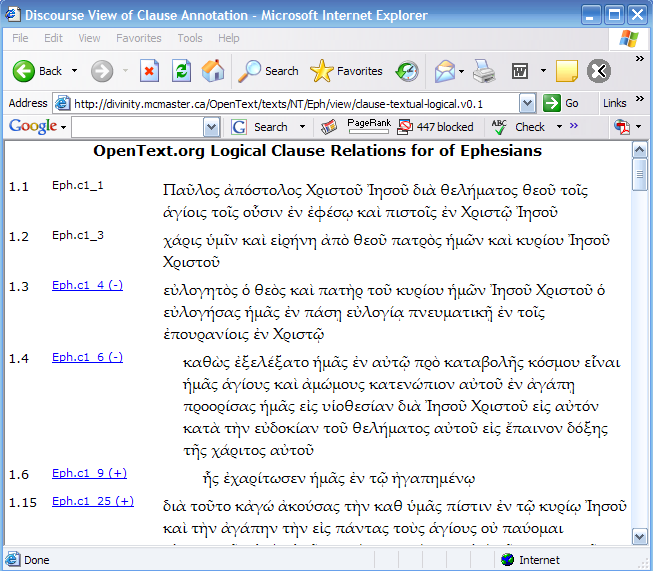 Discourse View of Clause Annotation - Microsoft Internet Explorer
File Edit View Favorites Tools Help
Back Search Favorites
Address http://divinity.mcmaster.ca/OpenText/texts/NT/Eph/view/clause-textual-logical.v0.1 Go Links
Google Search PageRank 447 blocked ABC Check
OpenText.org Logical Clause Relations for of Ephesians
1.1 Eph.c1_1 Παῦλος ἀπόστολος Χριστοῦ Ἰησοῦ διὰ θελήματος θεοῦ τοῖς
ἁγίοις τοῖς οὖσιν ἐν ἐφέσῳ καὶ πιστοῖς ἐν Χριστῷ Ἰησοῦ
1.2 Eph.c1_3 χάρις ὑμῖν καὶ εἰρήνη ἀπὸ θεοῦ πατρὸς ἡμῶν καὶ κυρίου Ἰησοῦ
Χριστοῦ
1.3 Eph.c1_4 (-) εὐλογητὸς ὁ θεὸς καὶ πατὴρ τοῦ κυρίου ἡμῶν Ἰησοῦ Χριστοῦ ὁ
εὐλογήσας ἡμᾶς ἐν πάσῃ εὐλογίᾳ πνευματικῇ ἐν τοῖς
ἐπουρανίοις ἐν Χριστῷ
1.4 Eph.c1_6 (-) καθὼς ἐξελέξατο ἡμᾶς ἐν αὐτῷ πρὸ καταβολῆς κόσμου εἶναι
ἡμᾶς ἁγίους καὶ ἀμώμους κατενώπιον αὐτοῦ ἐν ἀγάπῃ
προορίσας ἡμᾶς εἰς υἱοθεσίαν διὰ Ἰησοῦ Χριστοῦ εἰς αὐτόν
κατὰ τὴν εὐδοκίαν τοῦ θελήματος αὐτοῦ εἰς ἔπαινον δόξης
τῆς χάριτος αὐτοῦ
1.6 Eph.c1_9 (+) ἧς ἐχαρίτωσεν ἡμᾶς ἐν τῷ ἠγαπημένῳ
1.15 Eph.c1_25 (+) διὰ τοῦτο κἀγώ ἀκούσας τὴν καθ ὑμᾶς πίστιν ἐν τῷ κυρίῳ Ἰησοῦ
καὶ τὴν ἀγάπην τὴν εἰς πάντας τοὺς ἁγίους οὐ παύομαι
Done Internet